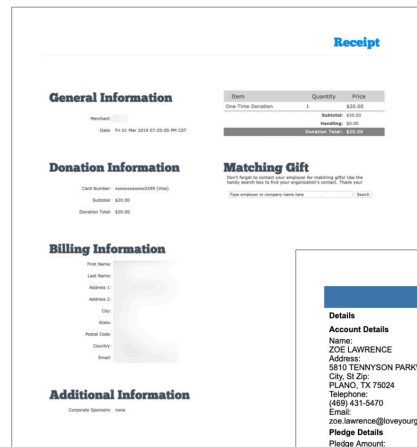 Receipt
General Information
Merchant:
Date: Fri 01 Mar 2019 07:05:05 PM CST
Item Quantity Price
One-Time Donation 1 $20.00
Subtotal: $20.00
Handling: $0.00
Donation Total: $20.00
Donation Information
Card Number: xxxxxxxxxxxx0299 (Visa)
Subtotal: $20.00
Donation Total: $20.00
Matching Gift
Don't forget to contact your employer for matching gifts! Use the
handy search box to find your organization's contact. Thank you!
Type employer or company name here Search
Billing Information
First Name:
Last Name:
Address 1:
Address 2:
City:
State:
Postal Code:
Country:
Email:
Additional Information
Corporate Sponsors: none
Details
Account Details
Name:
ZOE LAWRENCE
Address:
5810 TENNYSON PARK
City, St Zip:
PLANO, TX 75024
Telephone:
(469) 431-5470
Email:
zoe.lawrence@loveyourg
Pledge Details
Pledge Amount: